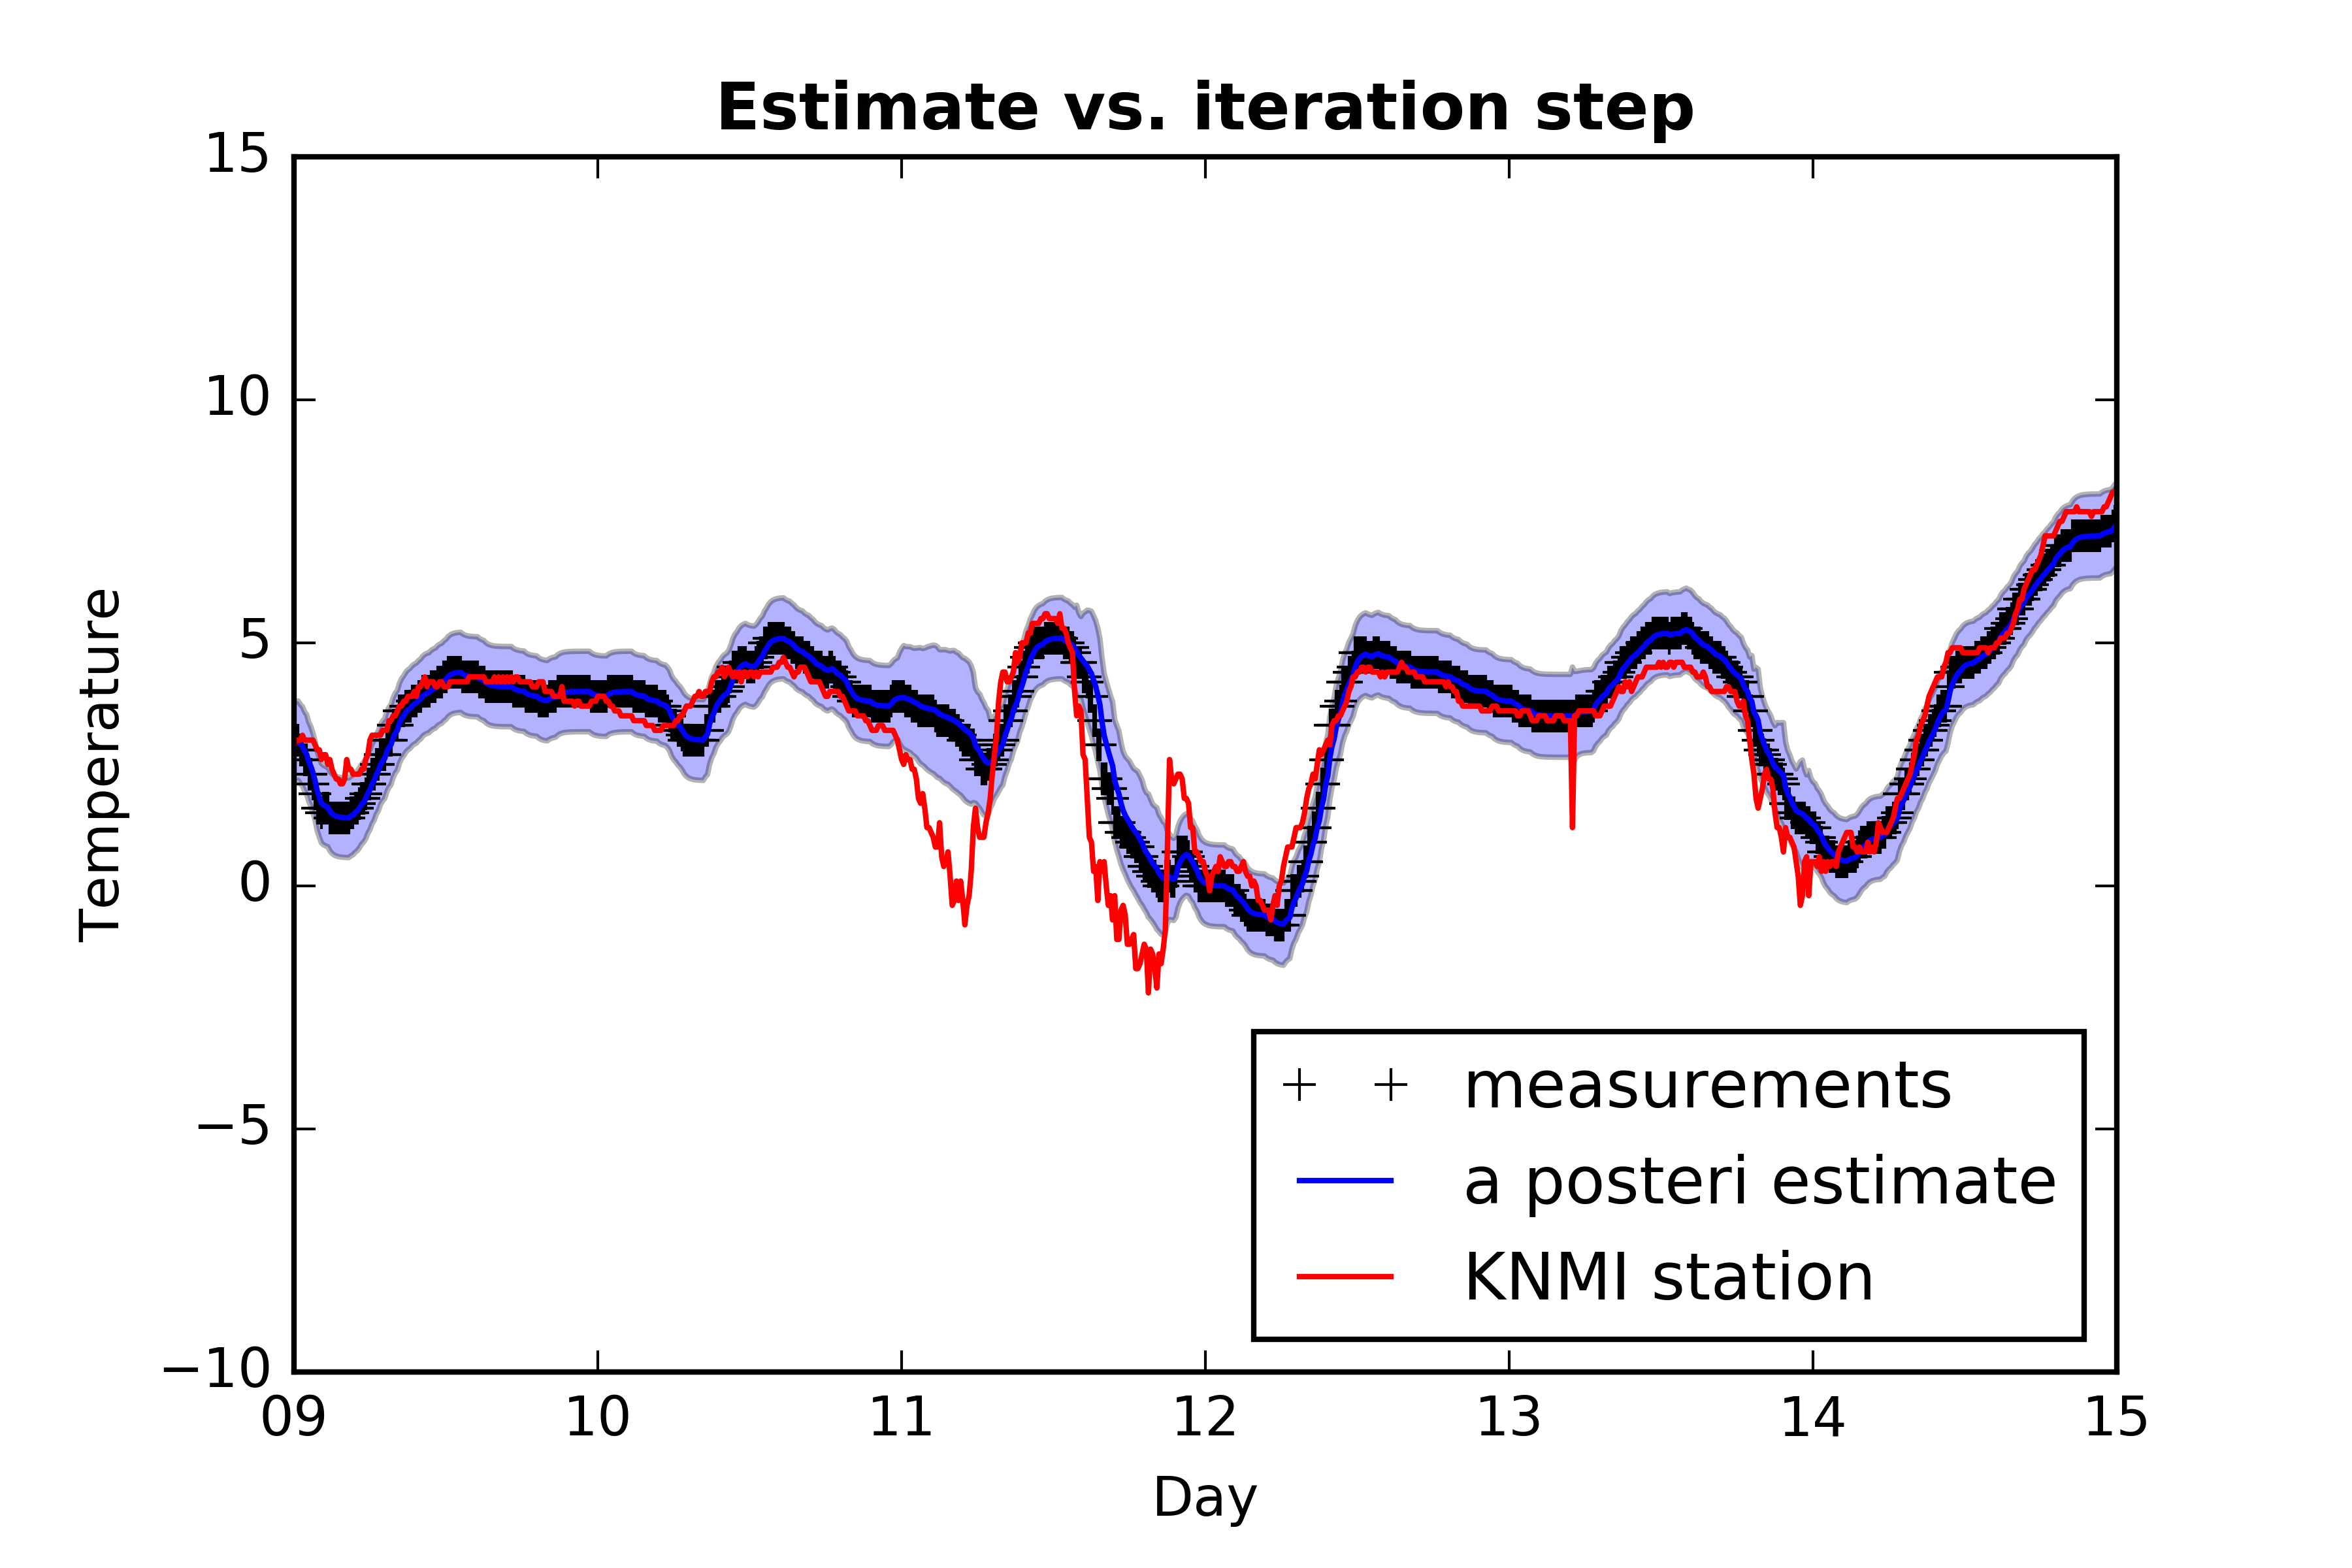 Estimate vs. iteration step
15
10
5
0
−5
−10
Temperature
09 10 11 12 13 14 15
Day
measurements
a posteri estimate
KNMI station